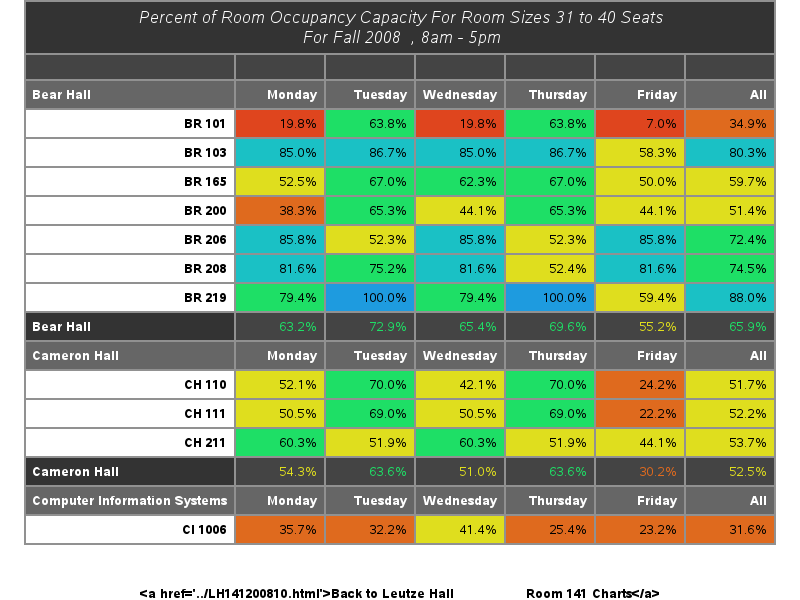 Percent of Room Occupancy Capacity For Room Sizes 31 to 40 Seats
For Fall 2008 , 8am - 5pm
Bear Hall Monday Tuesday Wednesday Thursday Friday All
BR 101 19.8% 63.8% 19.8% 63.8% 7.0% 34.9%
BR 103 85.0% 86.7% 85.0% 86.7% 58.3% 80.3%
BR 165 52.5% 67.0% 62.3% 67.0% 50.0% 59.7%
BR 200 38.3% 65.3% 44.1% 65.3% 44.1% 51.4%
BR 206 85.8% 52.3% 85.8% 52.3% 85.8% 72.4%
BR 208 81.6% 75.2% 81.6% 52.4% 81.6% 74.5%
BR 219 79.4% 100.0% 79.4% 100.0% 59.4% 88.0%
Bear Hall 63.2% 72.9% 65.4% 69.6% 55.2% 65.9%
Cameron Hall Monday Tuesday Wednesday Thursday Friday All
CH 110 52.1% 70.0% 42.1% 70.0% 24.2% 51.7%
CH 111 50.5% 69.0% 50.5% 69.0% 22.2% 52.2%
CH 211 60.3% 51.9% 60.3% 51.9% 44.1% 53.7%
Cameron Hall 54.3% 63.6% 51.0% 63.6% 30.2% 52.5%
Computer Information Systems Monday Tuesday Wednesday Thursday Friday All
CI 1006 35.7% 32.2% 41.4% 25.4% 23.2% 31.6%
<a href='../LH141200810.html'>Back to Leutze Hall Room 141 Charts</a>